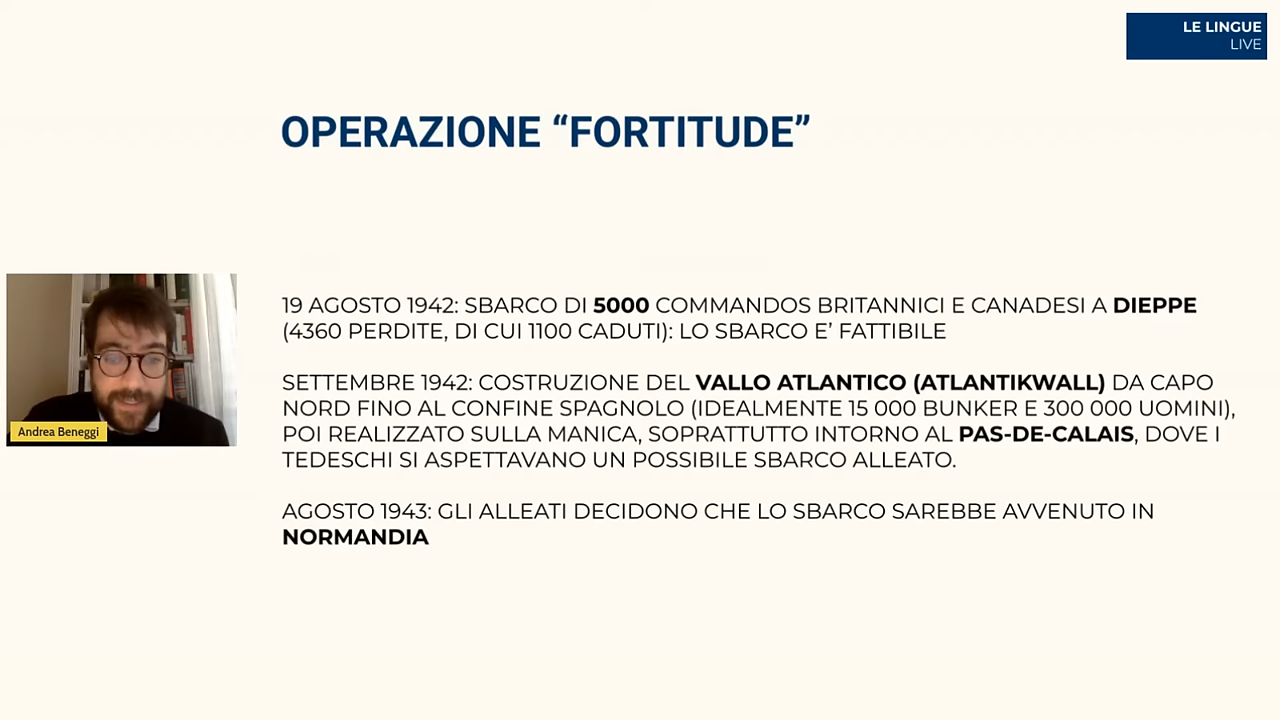 LE LINGUE
LIVE
OPERAZIONE “FORTITUDE”
19 AGOSTO 1942: SBARCO DI 5000 COMMANDOS BRITANNICI E CANADESI A DIEPPE
(4360 PERDITE, DI CUI 1100 CADUTI): LO SBARCO E’ FATTIBILE
SETTEMBRE 1942: COSTRUZIONE DEL VALLO ATLANTICO (ATLANTIKWALL) DA CAPO
NORD FINO AL CONFINE SPAGNOLO (IDEALMENTE 15 000 BUNKER E 300 000 UOMINI),
POI REALIZZATO SULLA MANICA, SOPRATTUTTO INTORNO AL PAS-DE-CALAIS, DOVE I
TEDESCHI SI ASPETTAVANO UN POSSIBILE SBARCO ALLEATO.
AGOSTO 1943: GLI ALLEATI DECIDONO CHE LO SBARCO SAREBBE AVVENUTO IN
NORMANDIA
Andrea Beneggi